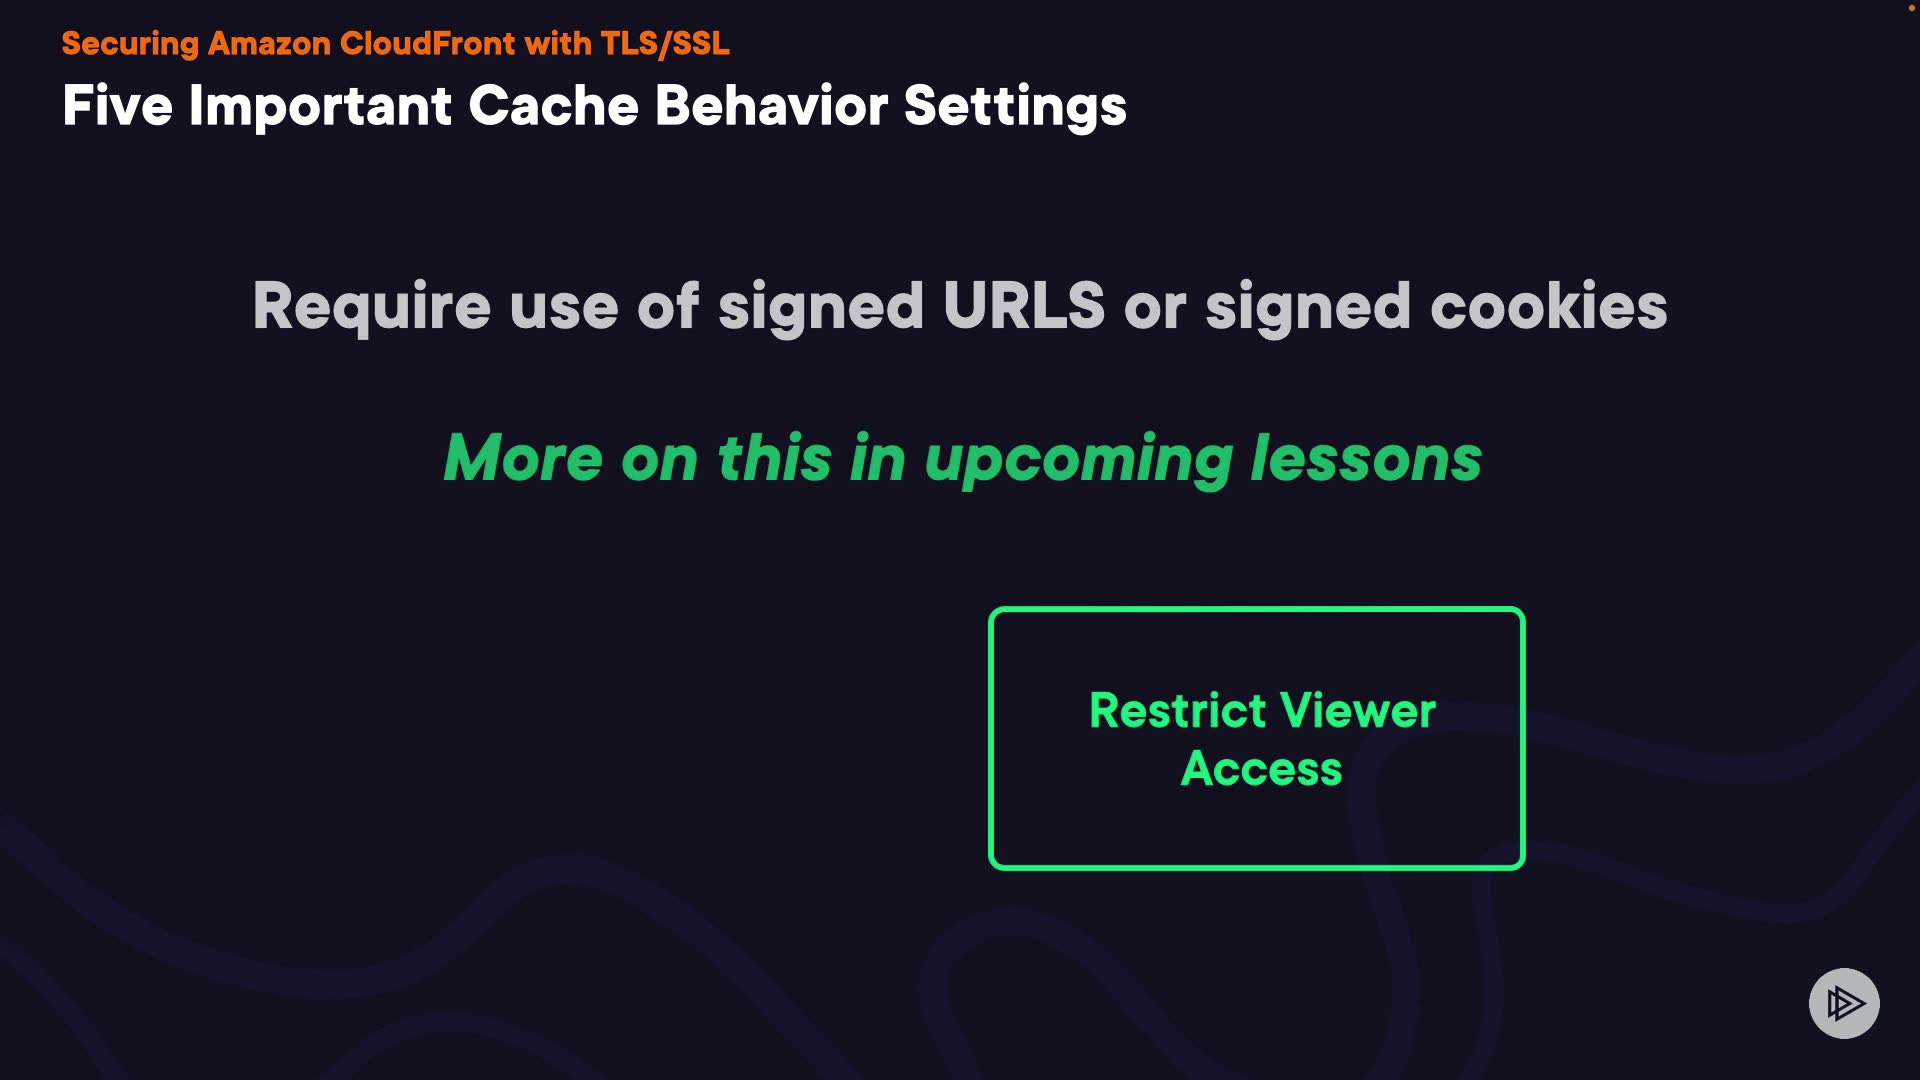 Securing Amazon CloudFront with TLS/SSL
Five Important Cache Behavior Settings
Require use of signed URLS or signed cookies
More on this in upcoming lessons
Restrict Viewer
Access